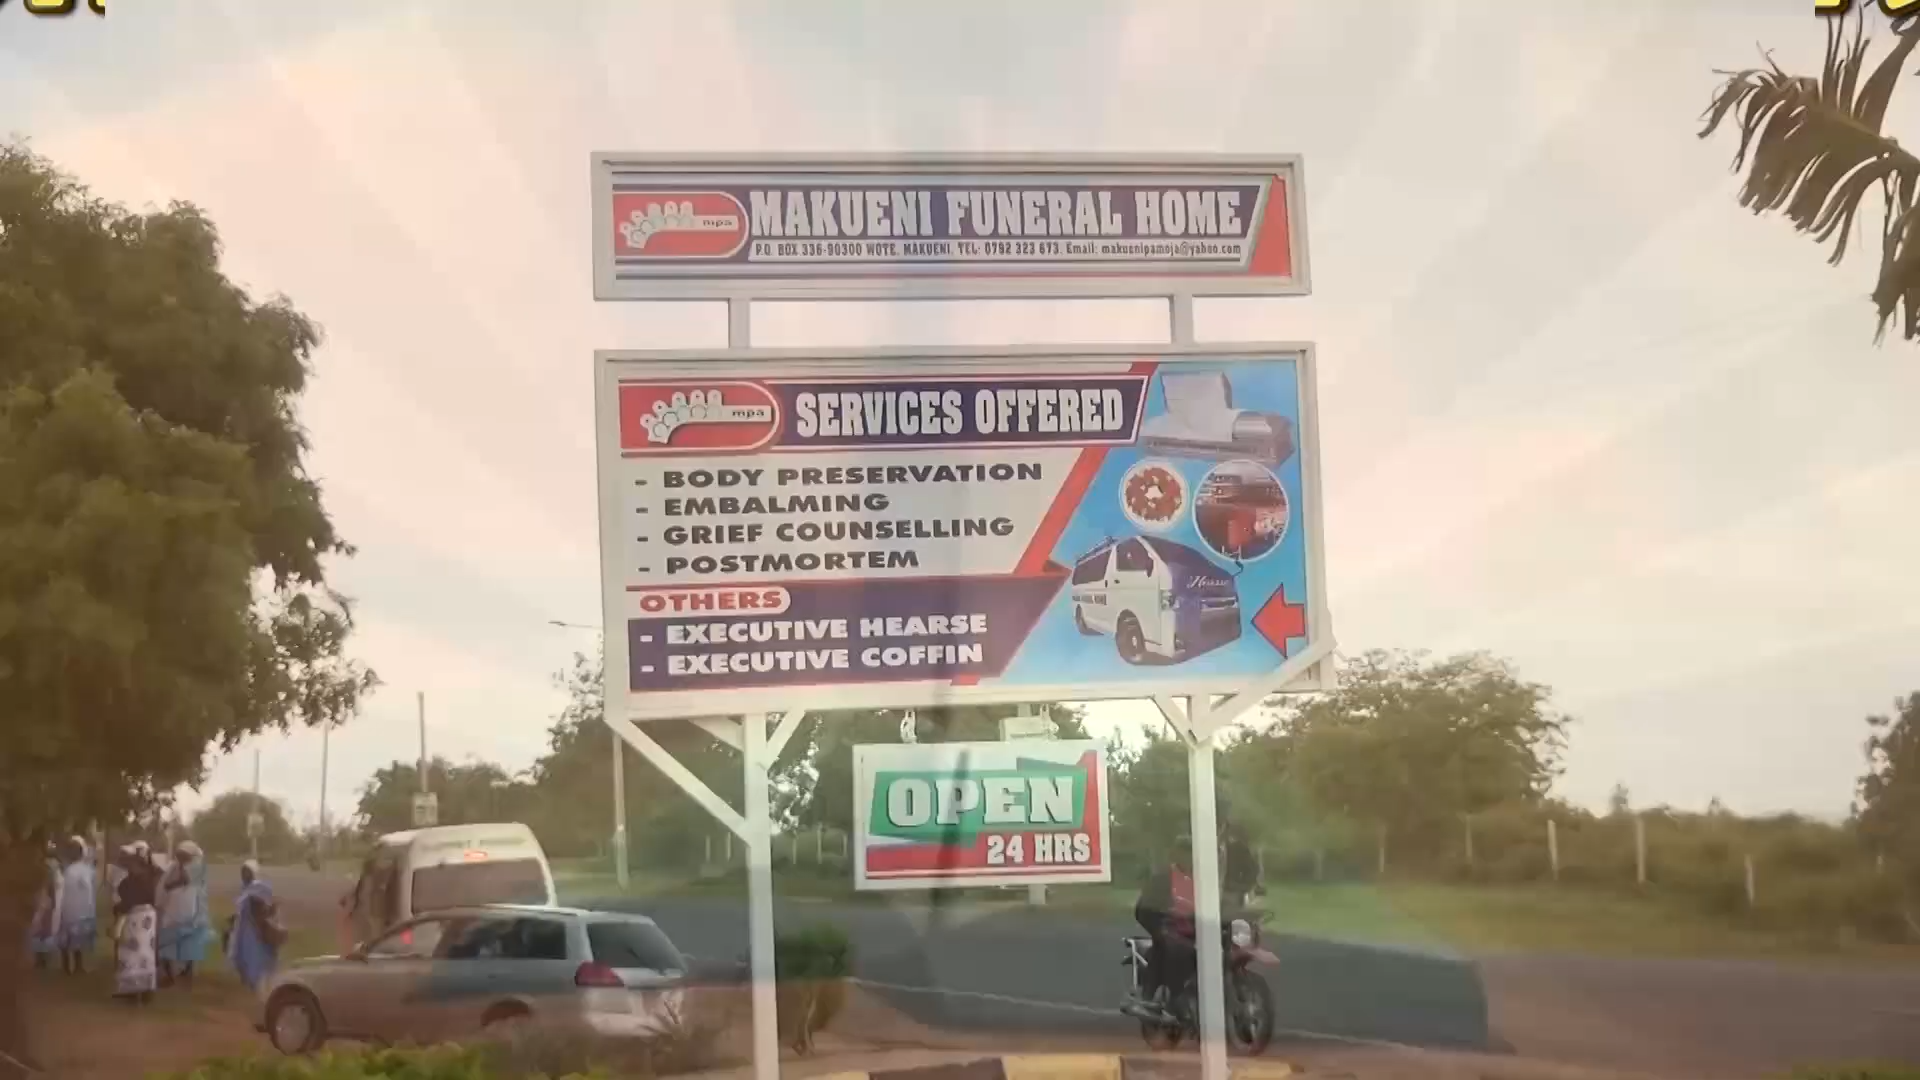 mpa MAKUENI FUNERAL HOME
P.O. BOX 336-90300 WOTE, MAKUENI. TEL: 0792 323 673. Email: makuenipamoja@yahoo.com
mpa SERVICES OFFERED
- BODY PRESERVATION
- EMBALMING
- GRIEF COUNSELLING
- POSTMORTEM
OTHERS
- EXECUTIVE HEARSE
- EXECUTIVE COFFIN
Hearse
OPEN
24 HRS